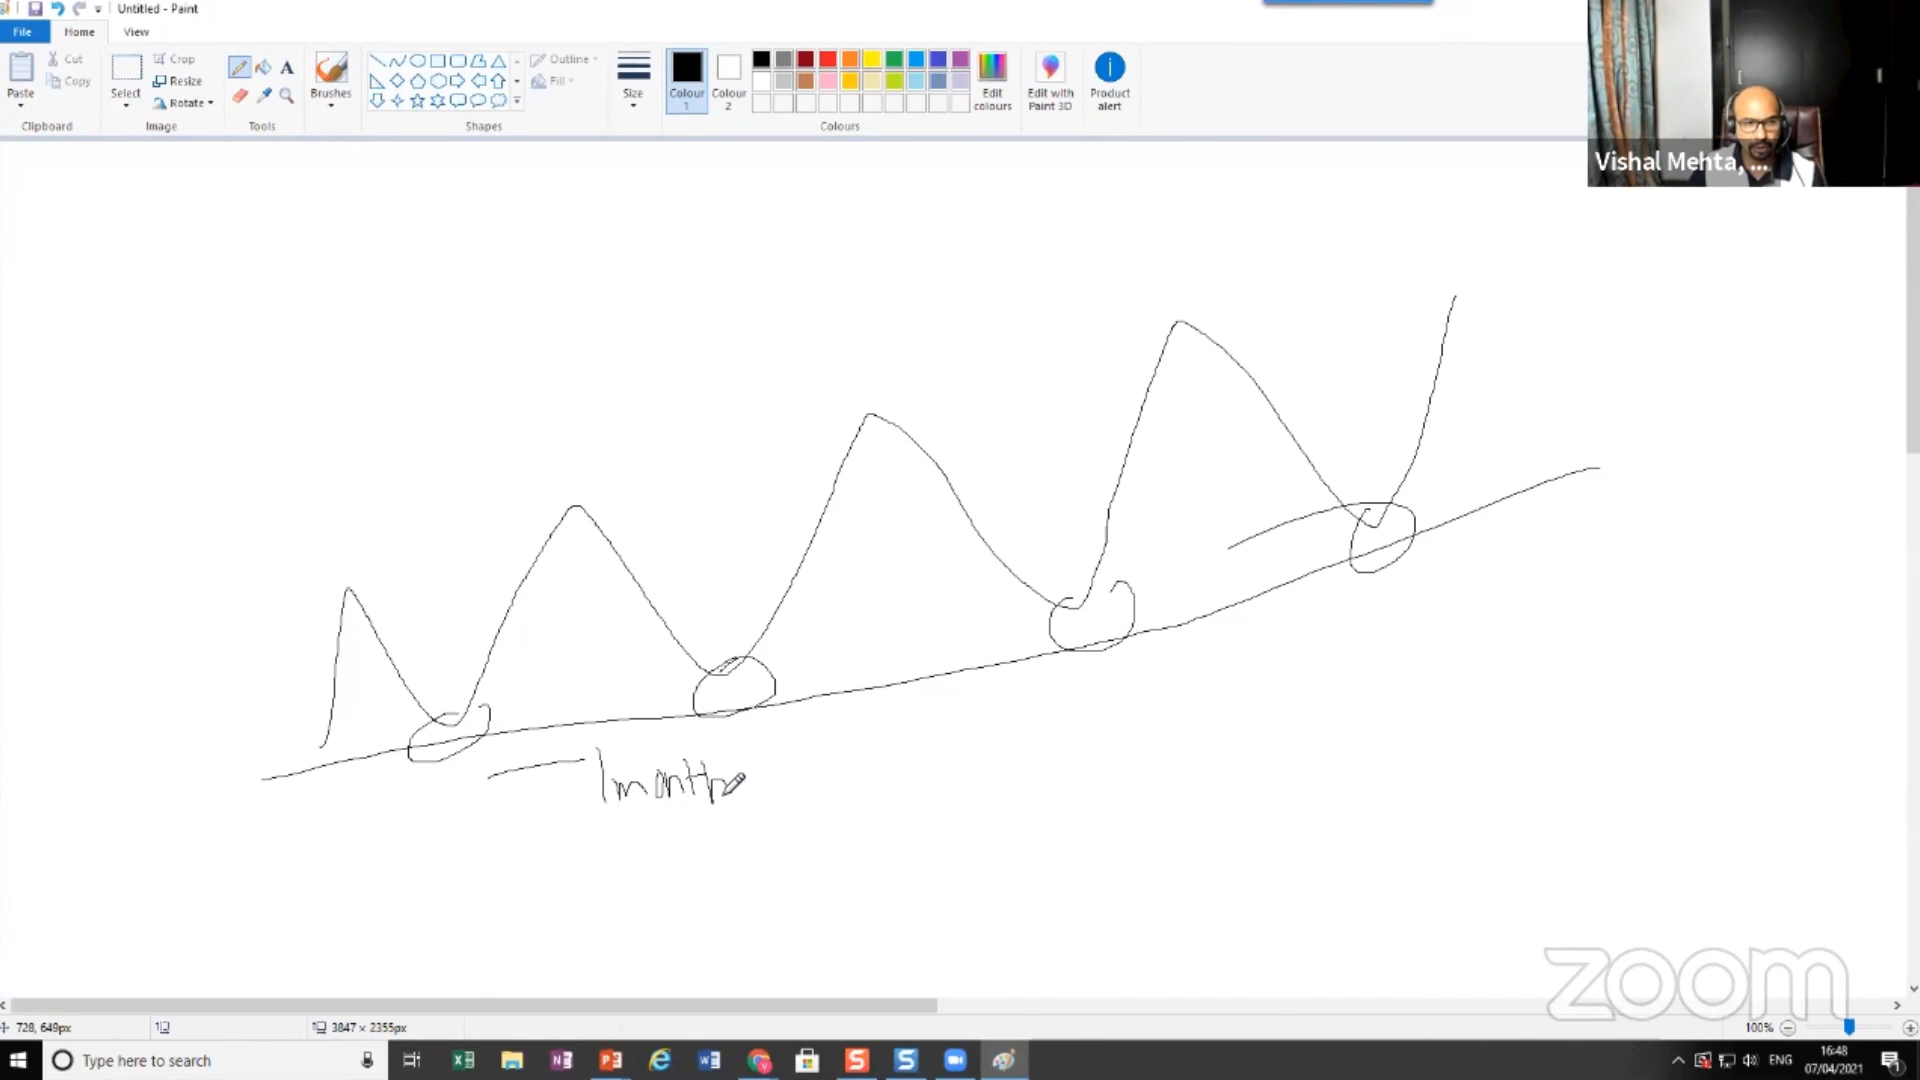 Untitled - Paint
File Home View
Paste
Cut
Copy
Clipboard
Select
Crop
Resize
Rotate
Image
Tools
Brushes
Outline
Fill
Shapes
Size
Colour 1
Colour 2
Edit colours
Colours
Edit with Paint 3D
Product alert
Vishal Mehta, ...
1month
zoom
728, 649px
3847 × 2355px
100%
Type here to search
ENG
16:48
07/04/2021